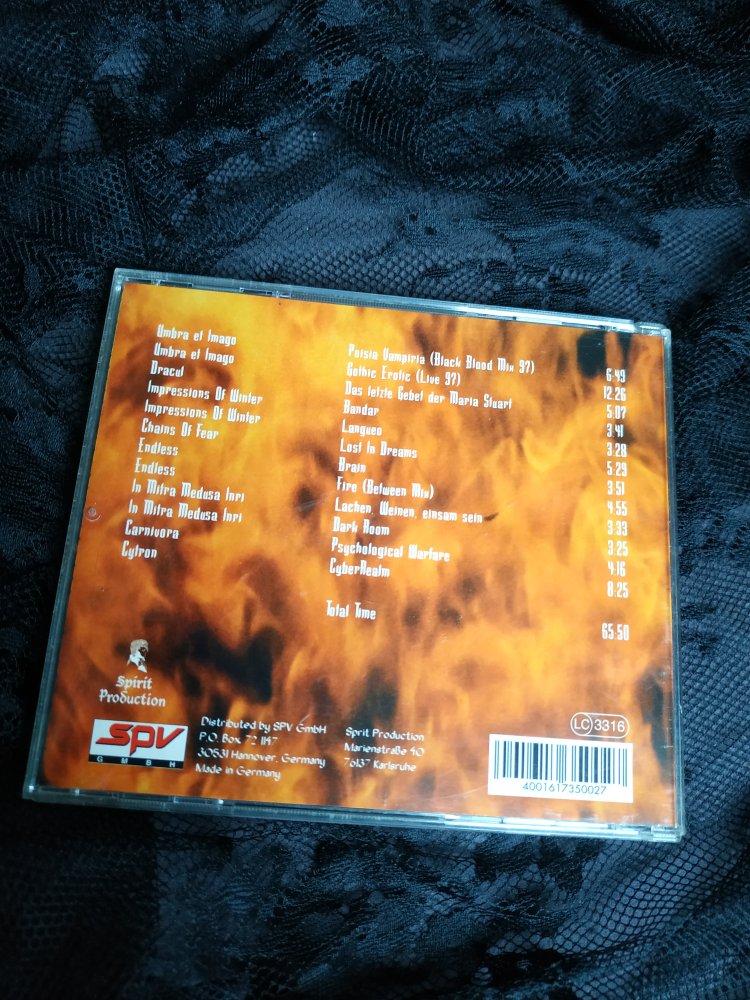 Umbra et Imago Poisia Vampiria (Black Blood Mix 97) 6:49
Umbra et Imago Gothic Erotic (Live 97) 12:26
Dracul Das letzte Gebet der Maria Stuart 5:07
Impressions Of Winter Bandar 3:41
Impressions Of Winter Langueo 3:28
Chains Of Fear Lost In Dreams 5:29
Endless Brain 3:51
Endless Fire (Between Mix) 4:55
In Mitra Medusa Inri Lachen, Weinen, einsam sein 3:33
In Mitra Medusa Inri Dark Room 3:25
Carnivora Psychological Warfare 4:16
Cytron CyberRealm 8:25
Total Time 65:50
Spirit
Production
SPV
GMBH
Distributed by SPV GmbH
P.O. Box 72 1147
30531 Hannover, Germany
Made in Germany
Sprit Production
Marienstraße 40
76137 Karlsruhe
LC 3316
4001617350027